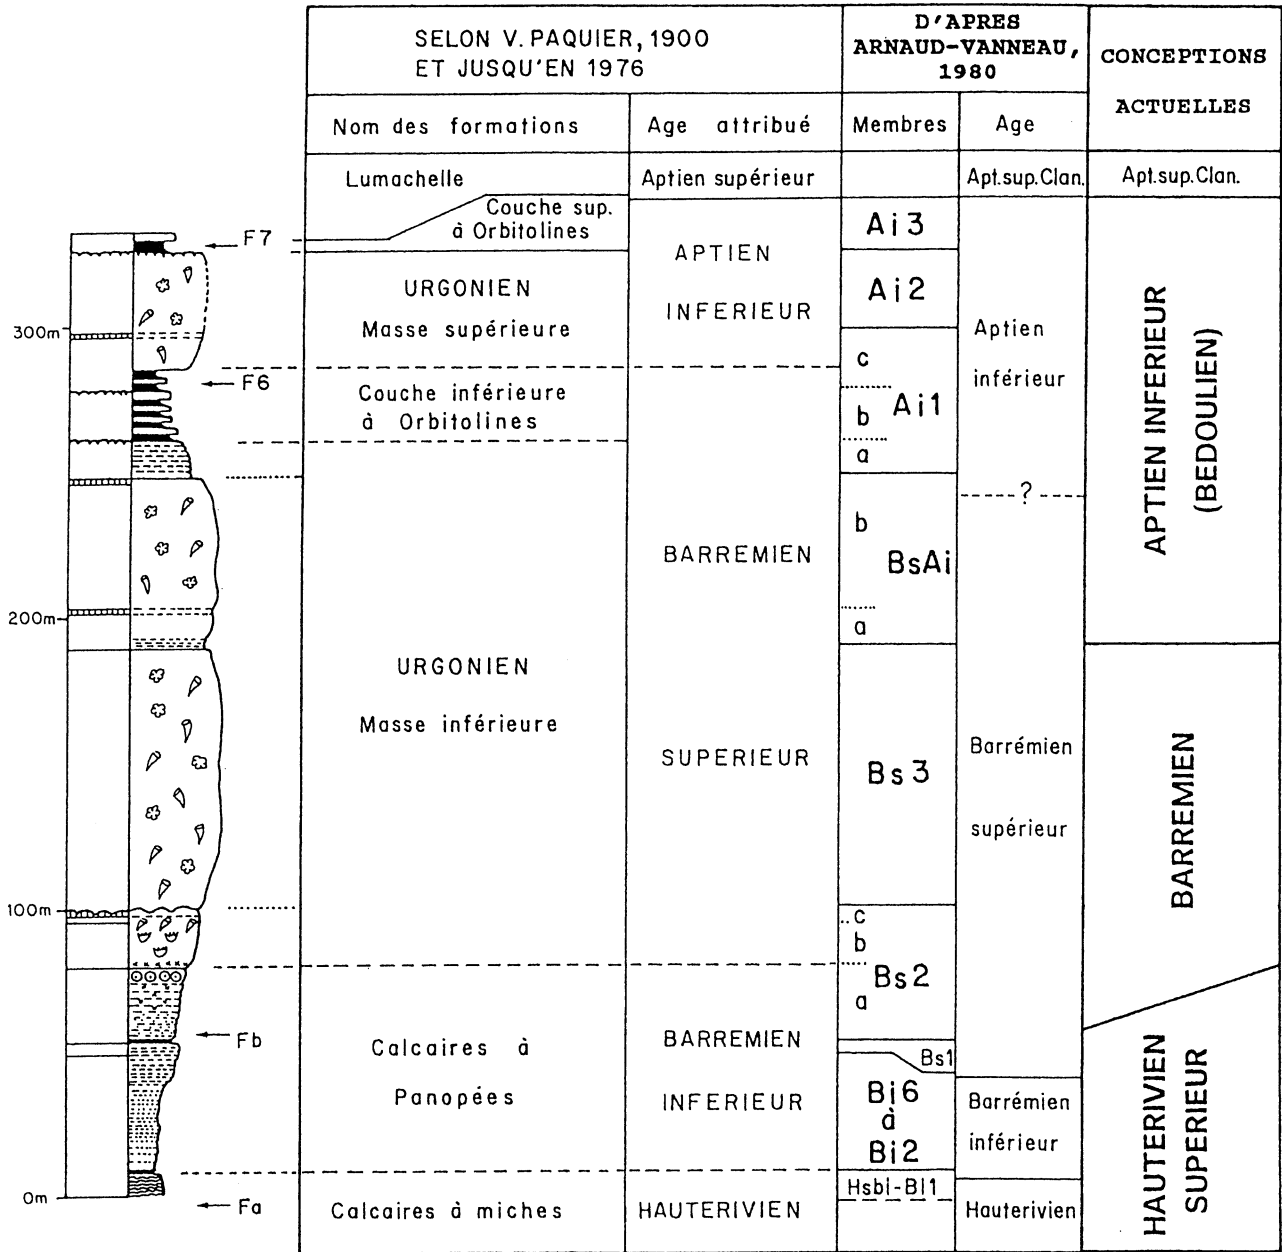 SELON V. PAQUIER, 1900
ET JUSQU'EN 1976
D'APRES
ARNAUD-VANNEAU,
1980
CONCEPTIONS
ACTUELLES
Nom des formations
Age attribué
Membres
Age
Lumachelle
Aptien supérieur
Apt.sup.Clan.
Apt.sup.Clan.
Couche sup.
à Orbitolines
Ai3
F7
APTIEN
URGONIEN
Ai2
INFERIEUR
300m
Masse supérieure
Aptien
c
F6
inférieur
Couche inférieure
Ai1
à Orbitolines
b
a
?
APTIEN INFERIEUR
(BEDOULIEN)
b
BARREMIEN
BsAi
200m
a
URGONIEN
Masse inférieure
SUPERIEUR
Bs3
Barrémien
supérieur
BARREMIEN
100m
c
b
Bs2
a
Fb
Calcaires à
BARREMIEN
Bs1
Panopées
INFERIEUR
Bi6
à
Bi2
Barrémien
inférieur
HAUTERIVIEN
SUPERIEUR
0m
Hsbl-Bi1
Fa
Calcaires à miches
HAUTERIVIEN
Hauterivien